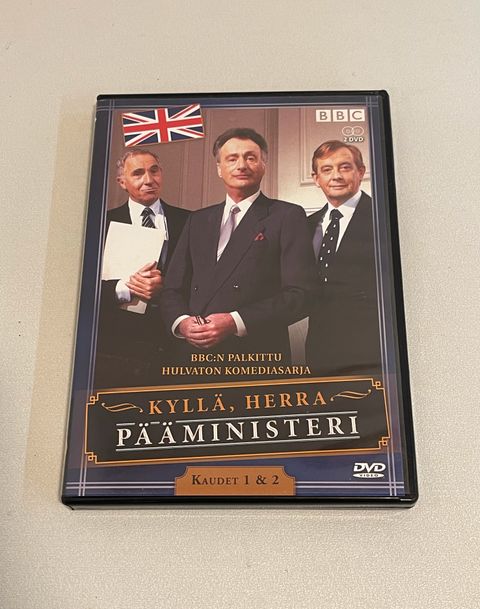 BBC
2 DVD
BBC:N PALKITTU
HULVATON KOMEDIASARJA
KYLLÄ, HERRA
PÄÄMINISTERI
KAUDET 1 & 2
DVD
VIDEO